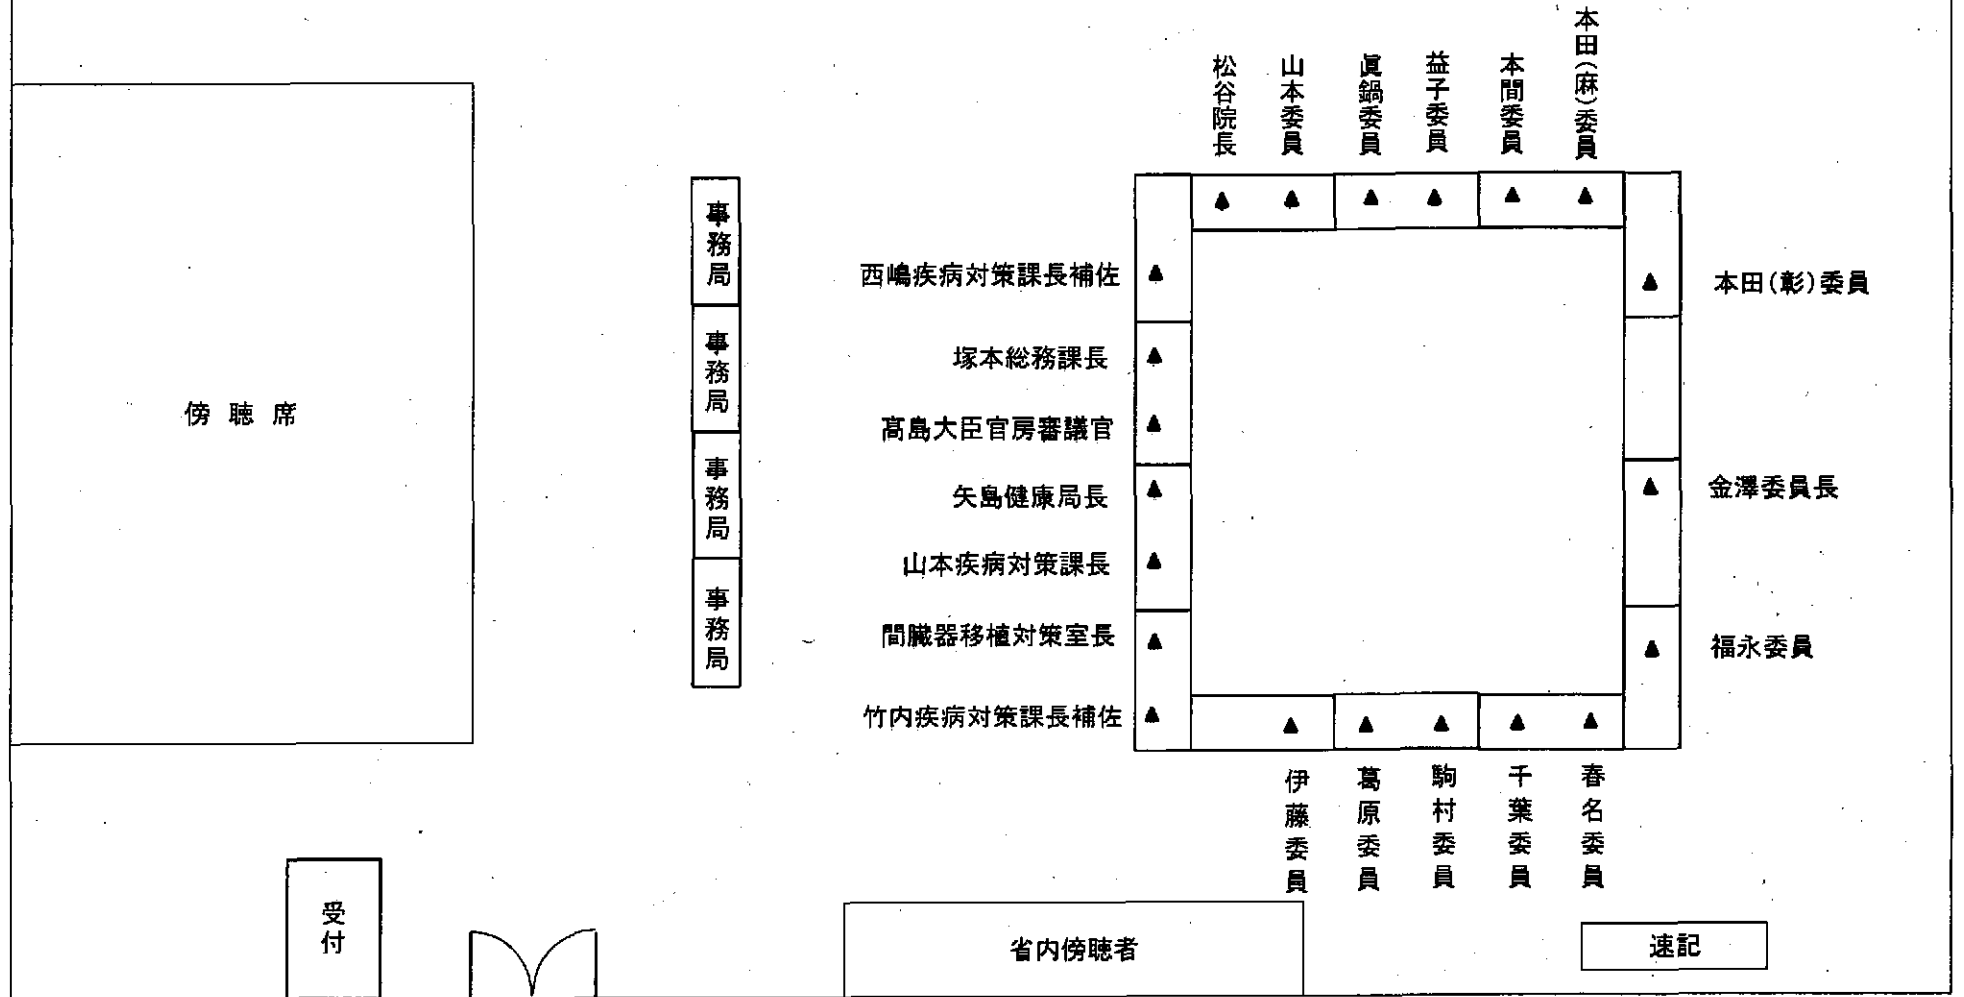 松谷院長
山本委員
眞鍋委員
益子委員
本間委員
本田(麻)委員
事務局
事務局
事務局
事務局
傍聴席
西嶋疾病対策課長補佐
塚本総務課長
高島大臣官房審議官
矢島健康局長
山本疾病対策課長
間臓器移植対策室長
竹内疾病対策課長補佐
本田(彰)委員
金澤委員長
福永委員
伊藤委員
葛原委員
駒村委員
千葉委員
春名委員
受付
省内傍聴者
速記